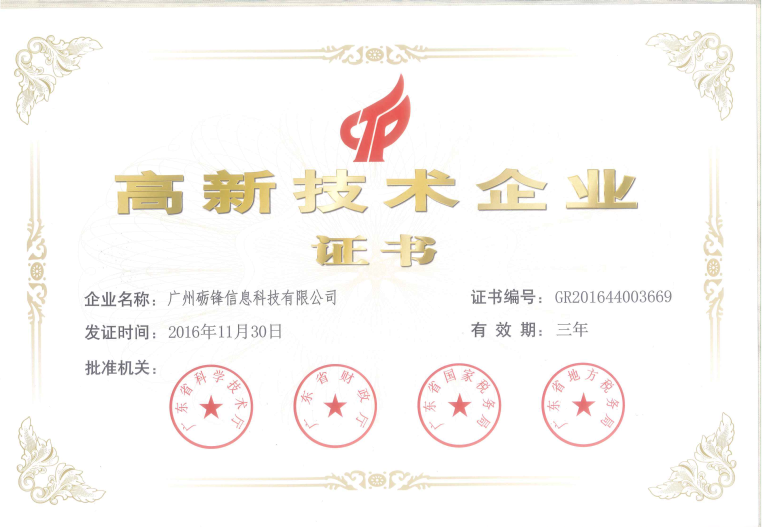 高新技术企业
证书
企业名称：广州砺锋信息科技有限公司
证书编号：GR201644003669
发证时间：2016年11月30日
有效期：三年
批准机关：
广东省科学技术厅
广东省财政厅
广东省国家税务局
广东省地方税务局